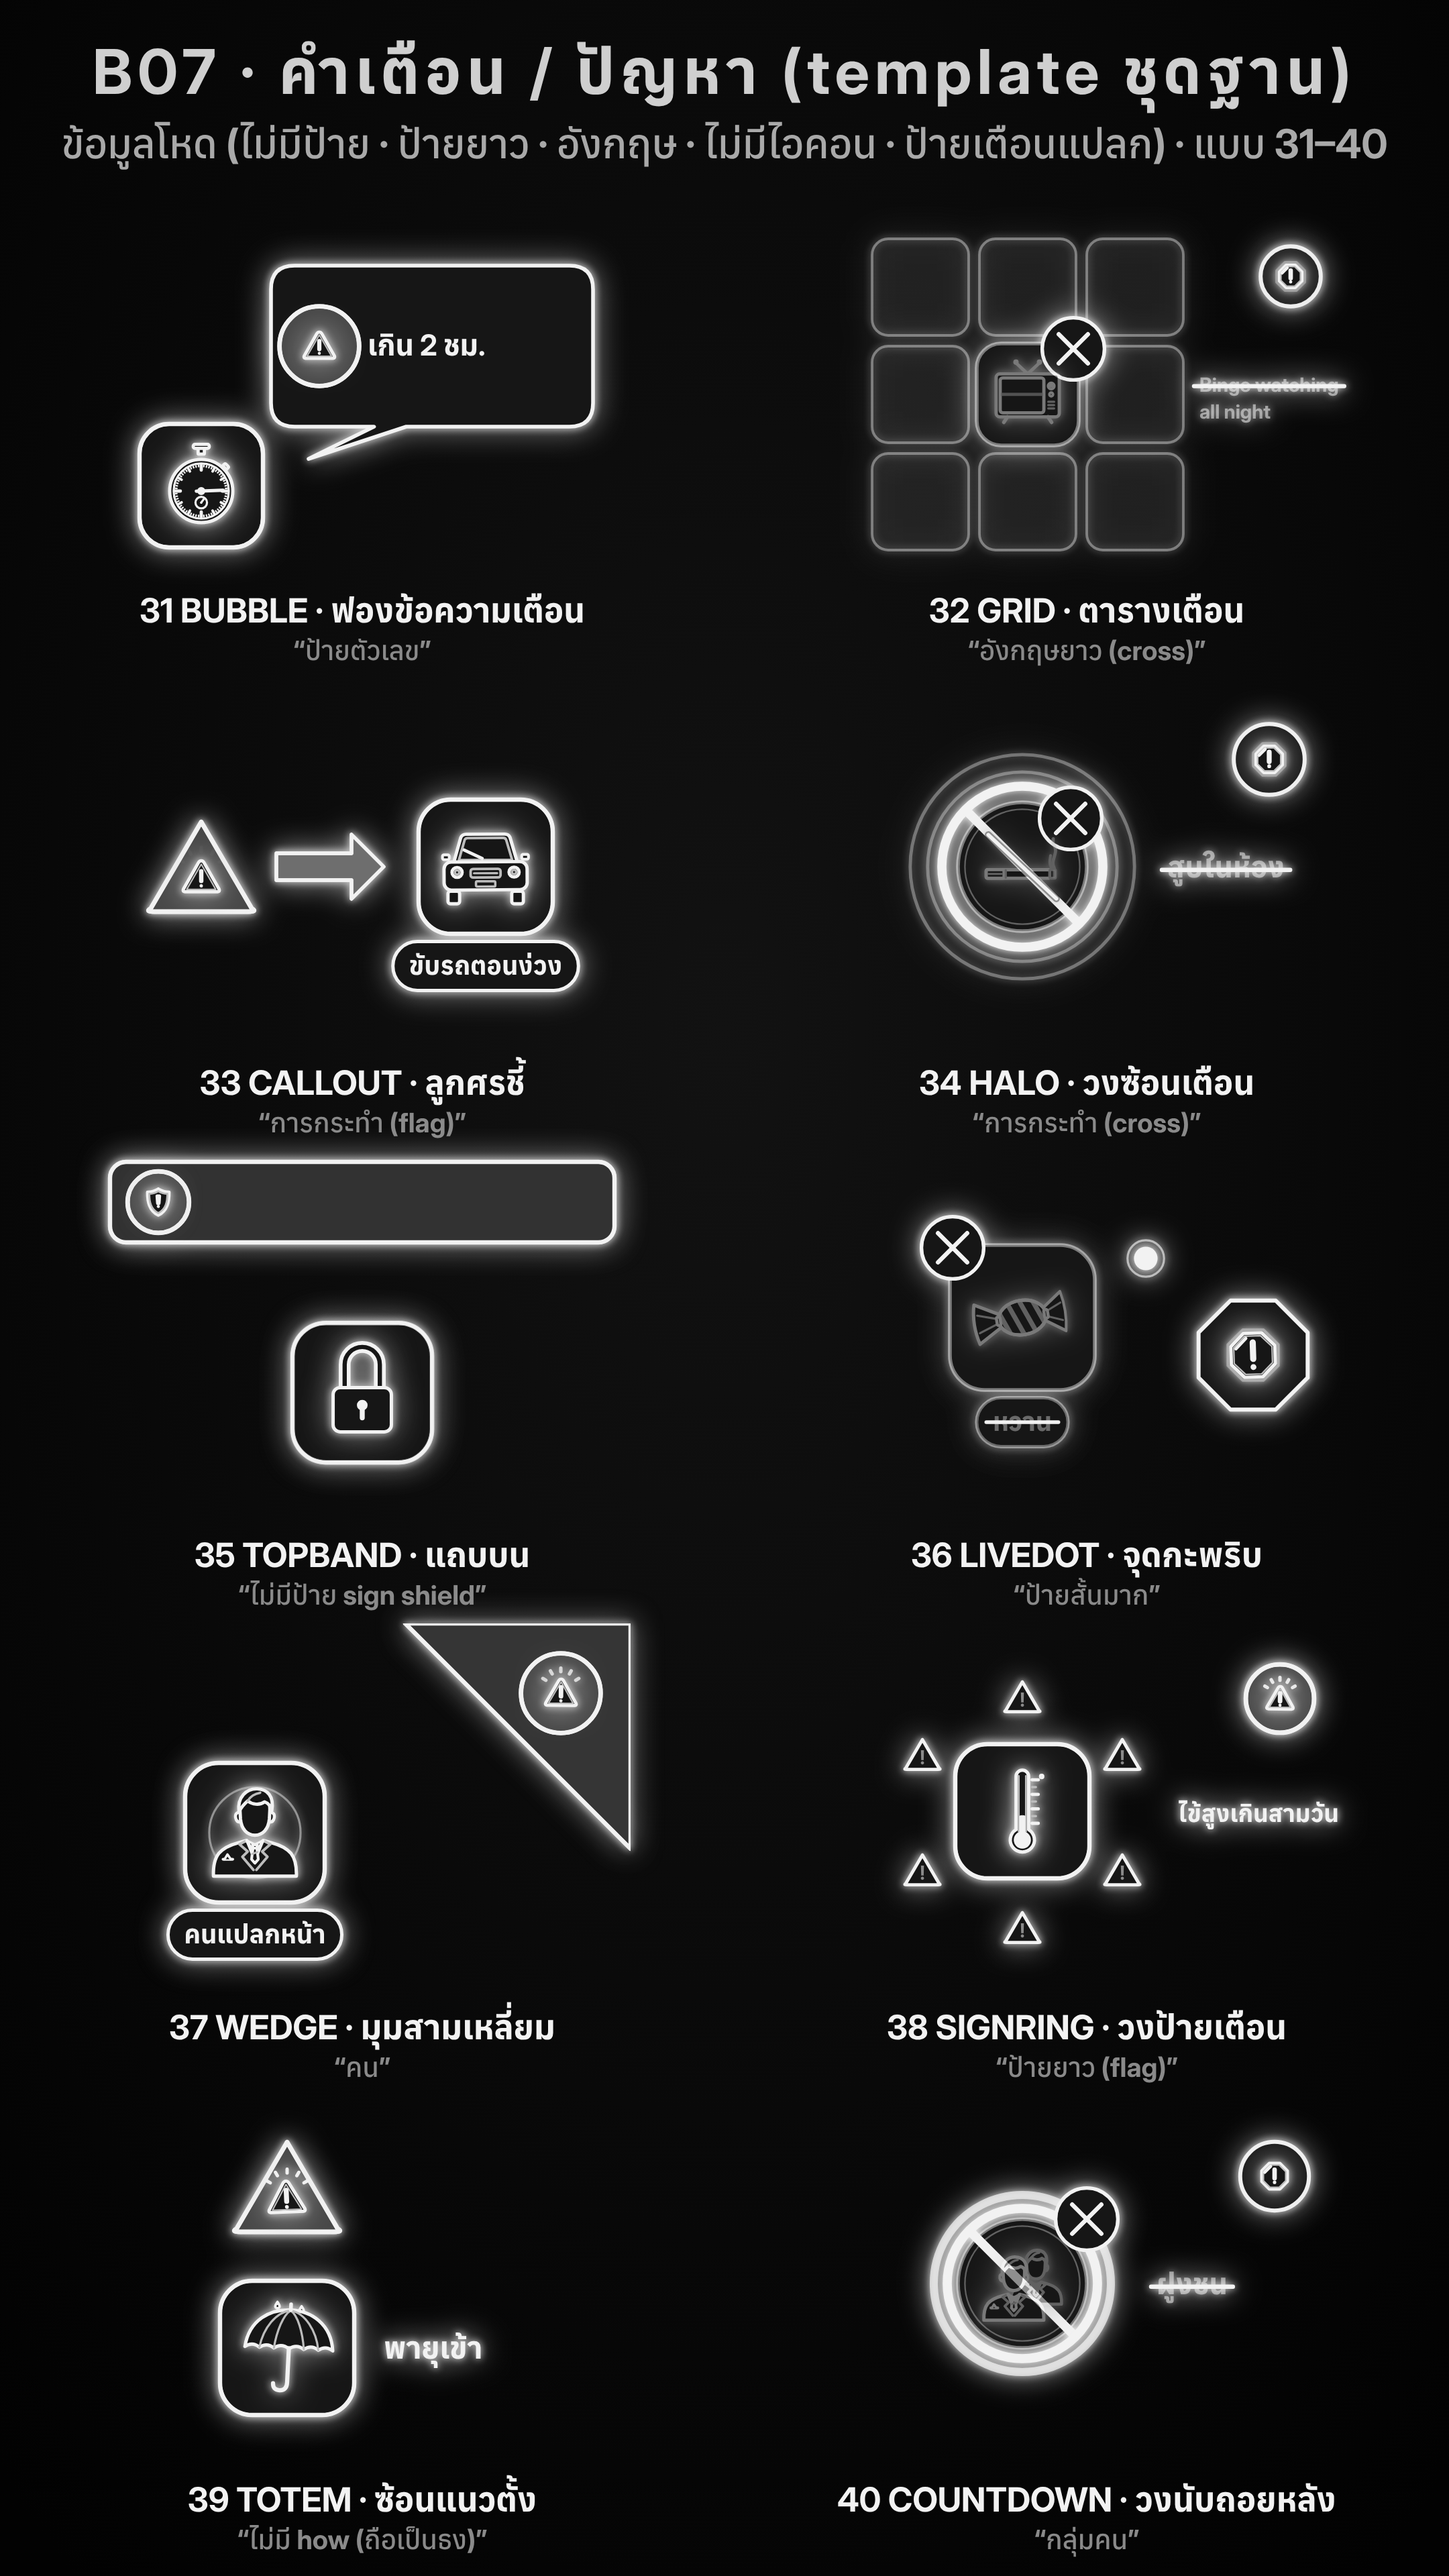 B07 · คำเตือน / ปัญหา (template ชุดฐาน)
ข้อมูลโหด (ไม่มีป้าย · ป้ายยาว · อังกฤษ · ไม่มีไอคอน · ป้ายเตือนแปลก) · แบบ 31–40
เกิน 2 ชม.
Binge watching
all night
31 BUBBLE · ฟองข้อความเตือน
“ป้ายตัวเลข”
32 GRID · ตารางเตือน
“อังกฤษยาว (cross)”
ขับรถตอนง่วง
สูบในห้อง
33 CALLOUT · ลูกศรชี้
“การกระทำ (flag)”
34 HALO · วงซ้อนเตือน
“การกระทำ (cross)”
หวาน
35 TOPBAND · แถบบน
“ไม่มีป้าย sign shield”
36 LIVEDOT · จุดกะพริบ
“ป้ายสั้นมาก”
คนแปลกหน้า
ไข้สูงเกินสามวัน
37 WEDGE · มุมสามเหลี่ยม
“คน”
38 SIGNRING · วงป้ายเตือน
“ป้ายยาว (flag)”
พายุเข้า
ฝูงชน
39 TOTEM · ซ้อนแนวตั้ง
“ไม่มี how (ถือเป็นธง)”
40 COUNTDOWN · วงนับถอยหลัง
“กลุ่มคน”